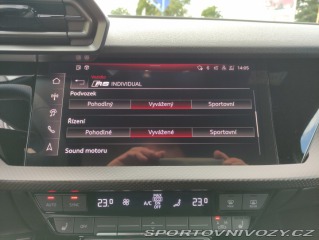 RS INDIVIDUAL
14:05
Podvozek
Pohodlný Vyvážený Sportovní
Řízení
Pohodlné Vyvážené Sportovní
Sound motoru
23.0 A/C 23.0
SPORTOVNIVOZY.CZ